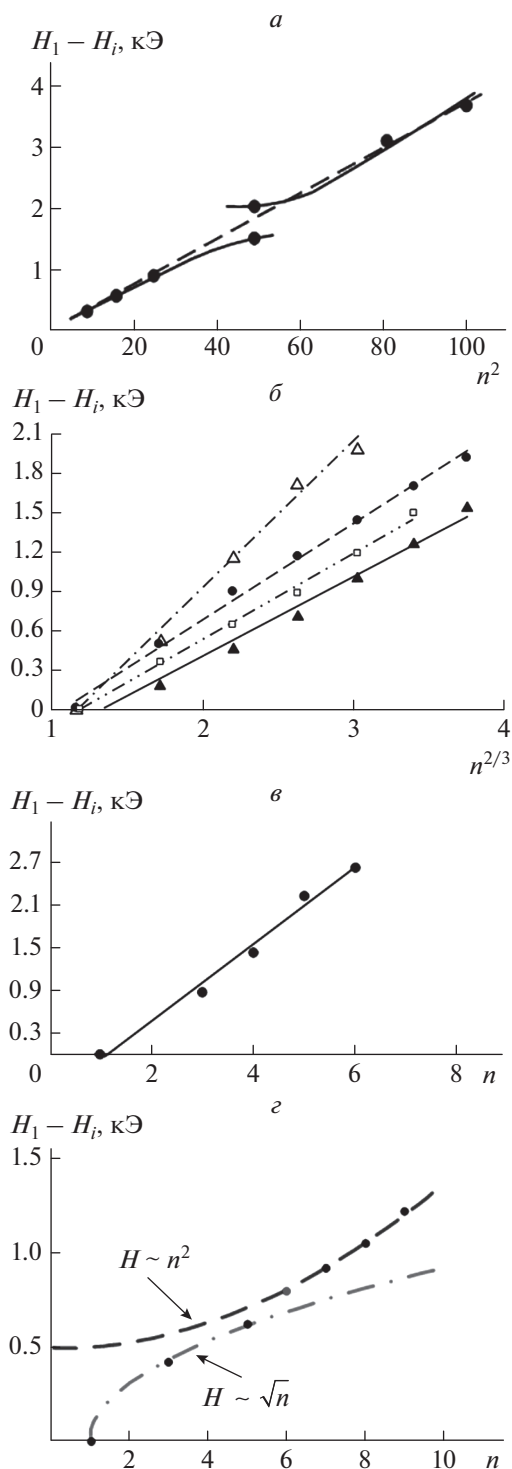 а
H₁ – Hᵢ, кЭ
4
3
2
1
0 20 40 60 80 100
n²
H₁ – Hᵢ, кЭ б
2.1
1.8
1.5
1.2
0.9
0.6
0.3
0
1 2 3 4
n²/³
H₁ – Hᵢ, кЭ в
2.7
2.1
1.5
0.9
0.3
0 2 4 6 8 n
г
H₁ – Hᵢ, кЭ
1.5
1.0
H ~ n²
0.5
H ~ √n
0 2 4 6 8 10 n